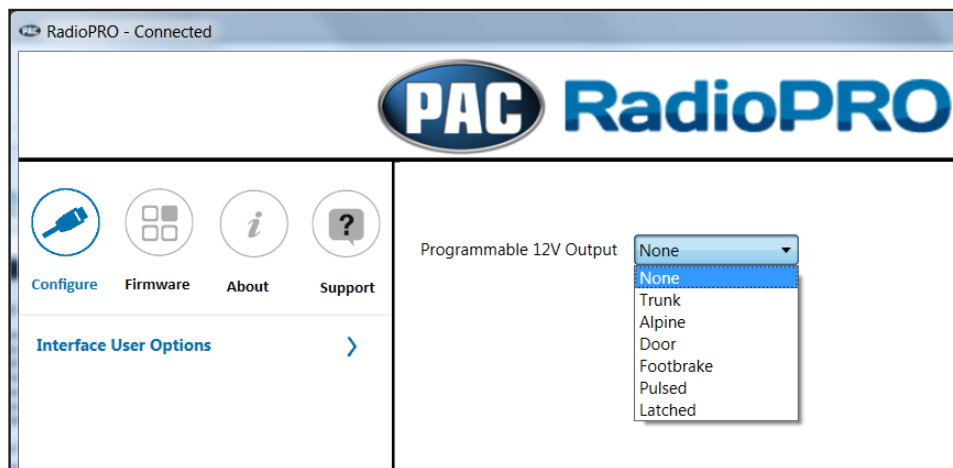 RadioPRO - Connected
PAC RadioPRO
Configure Firmware About Support
Interface User Options
Programmable 12V Output None
None
Trunk
Alpine
Door
Footbrake
Pulsed
Latched